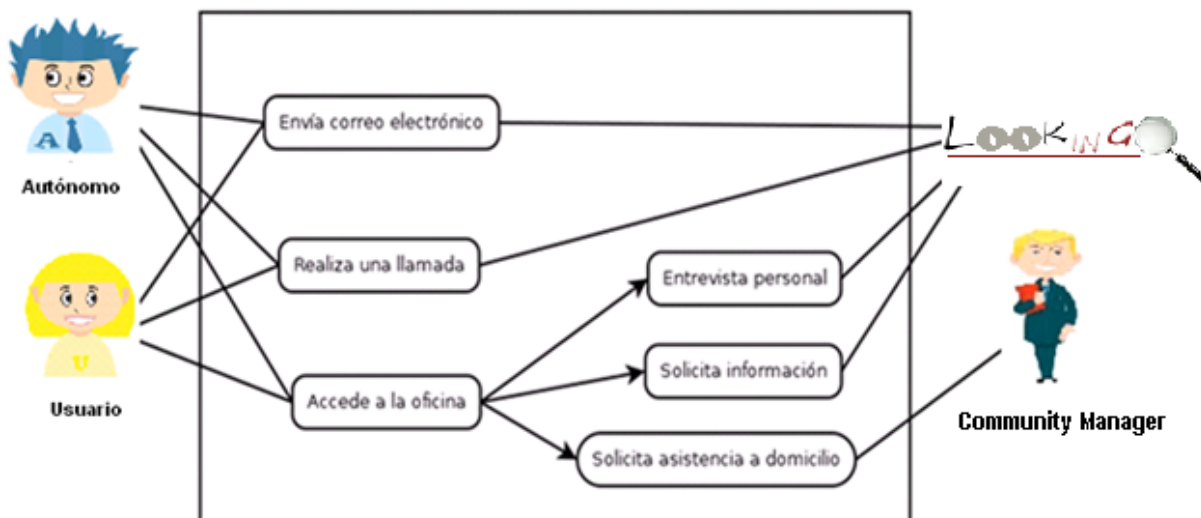 Envía correo electrónico
LOOKINGO
A
Autónomo
Realiza una llamada
Entrevista personal
U
Solicita información
Usuario
Accede a la oficina
Community Manager
Solicita asistencia a domicilio